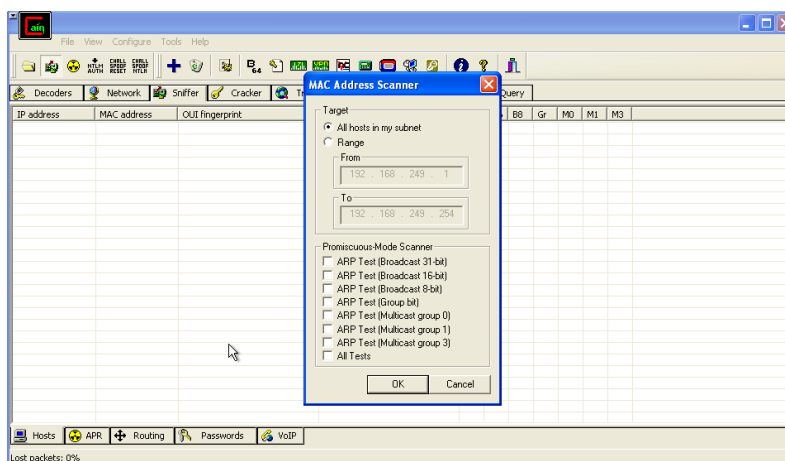 Cain
File View Configure Tools Help
NTLM AUTH
CHALL SPOOF RESET
CHALL SPOOF NTLM
B64
Decoders Network Sniffer Cracker Query
IP address MAC address OUI fingerprint B8 Gr M0 M1 M3
MAC Address Scanner
Target
All hosts in my subnet
Range
From
192 . 168 . 249 . 1
To
192 . 168 . 249 . 254
Promiscuous-Mode Scanner
ARP Test (Broadcast 31-bit)
ARP Test (Broadcast 16-bit)
ARP Test (Broadcast 8-bit)
ARP Test (Group bit)
ARP Test (Multicast group 0)
ARP Test (Multicast group 1)
ARP Test (Multicast group 3)
All Tests
OK Cancel
Hosts APR Routing Passwords VoIP
Lost packets: 0%